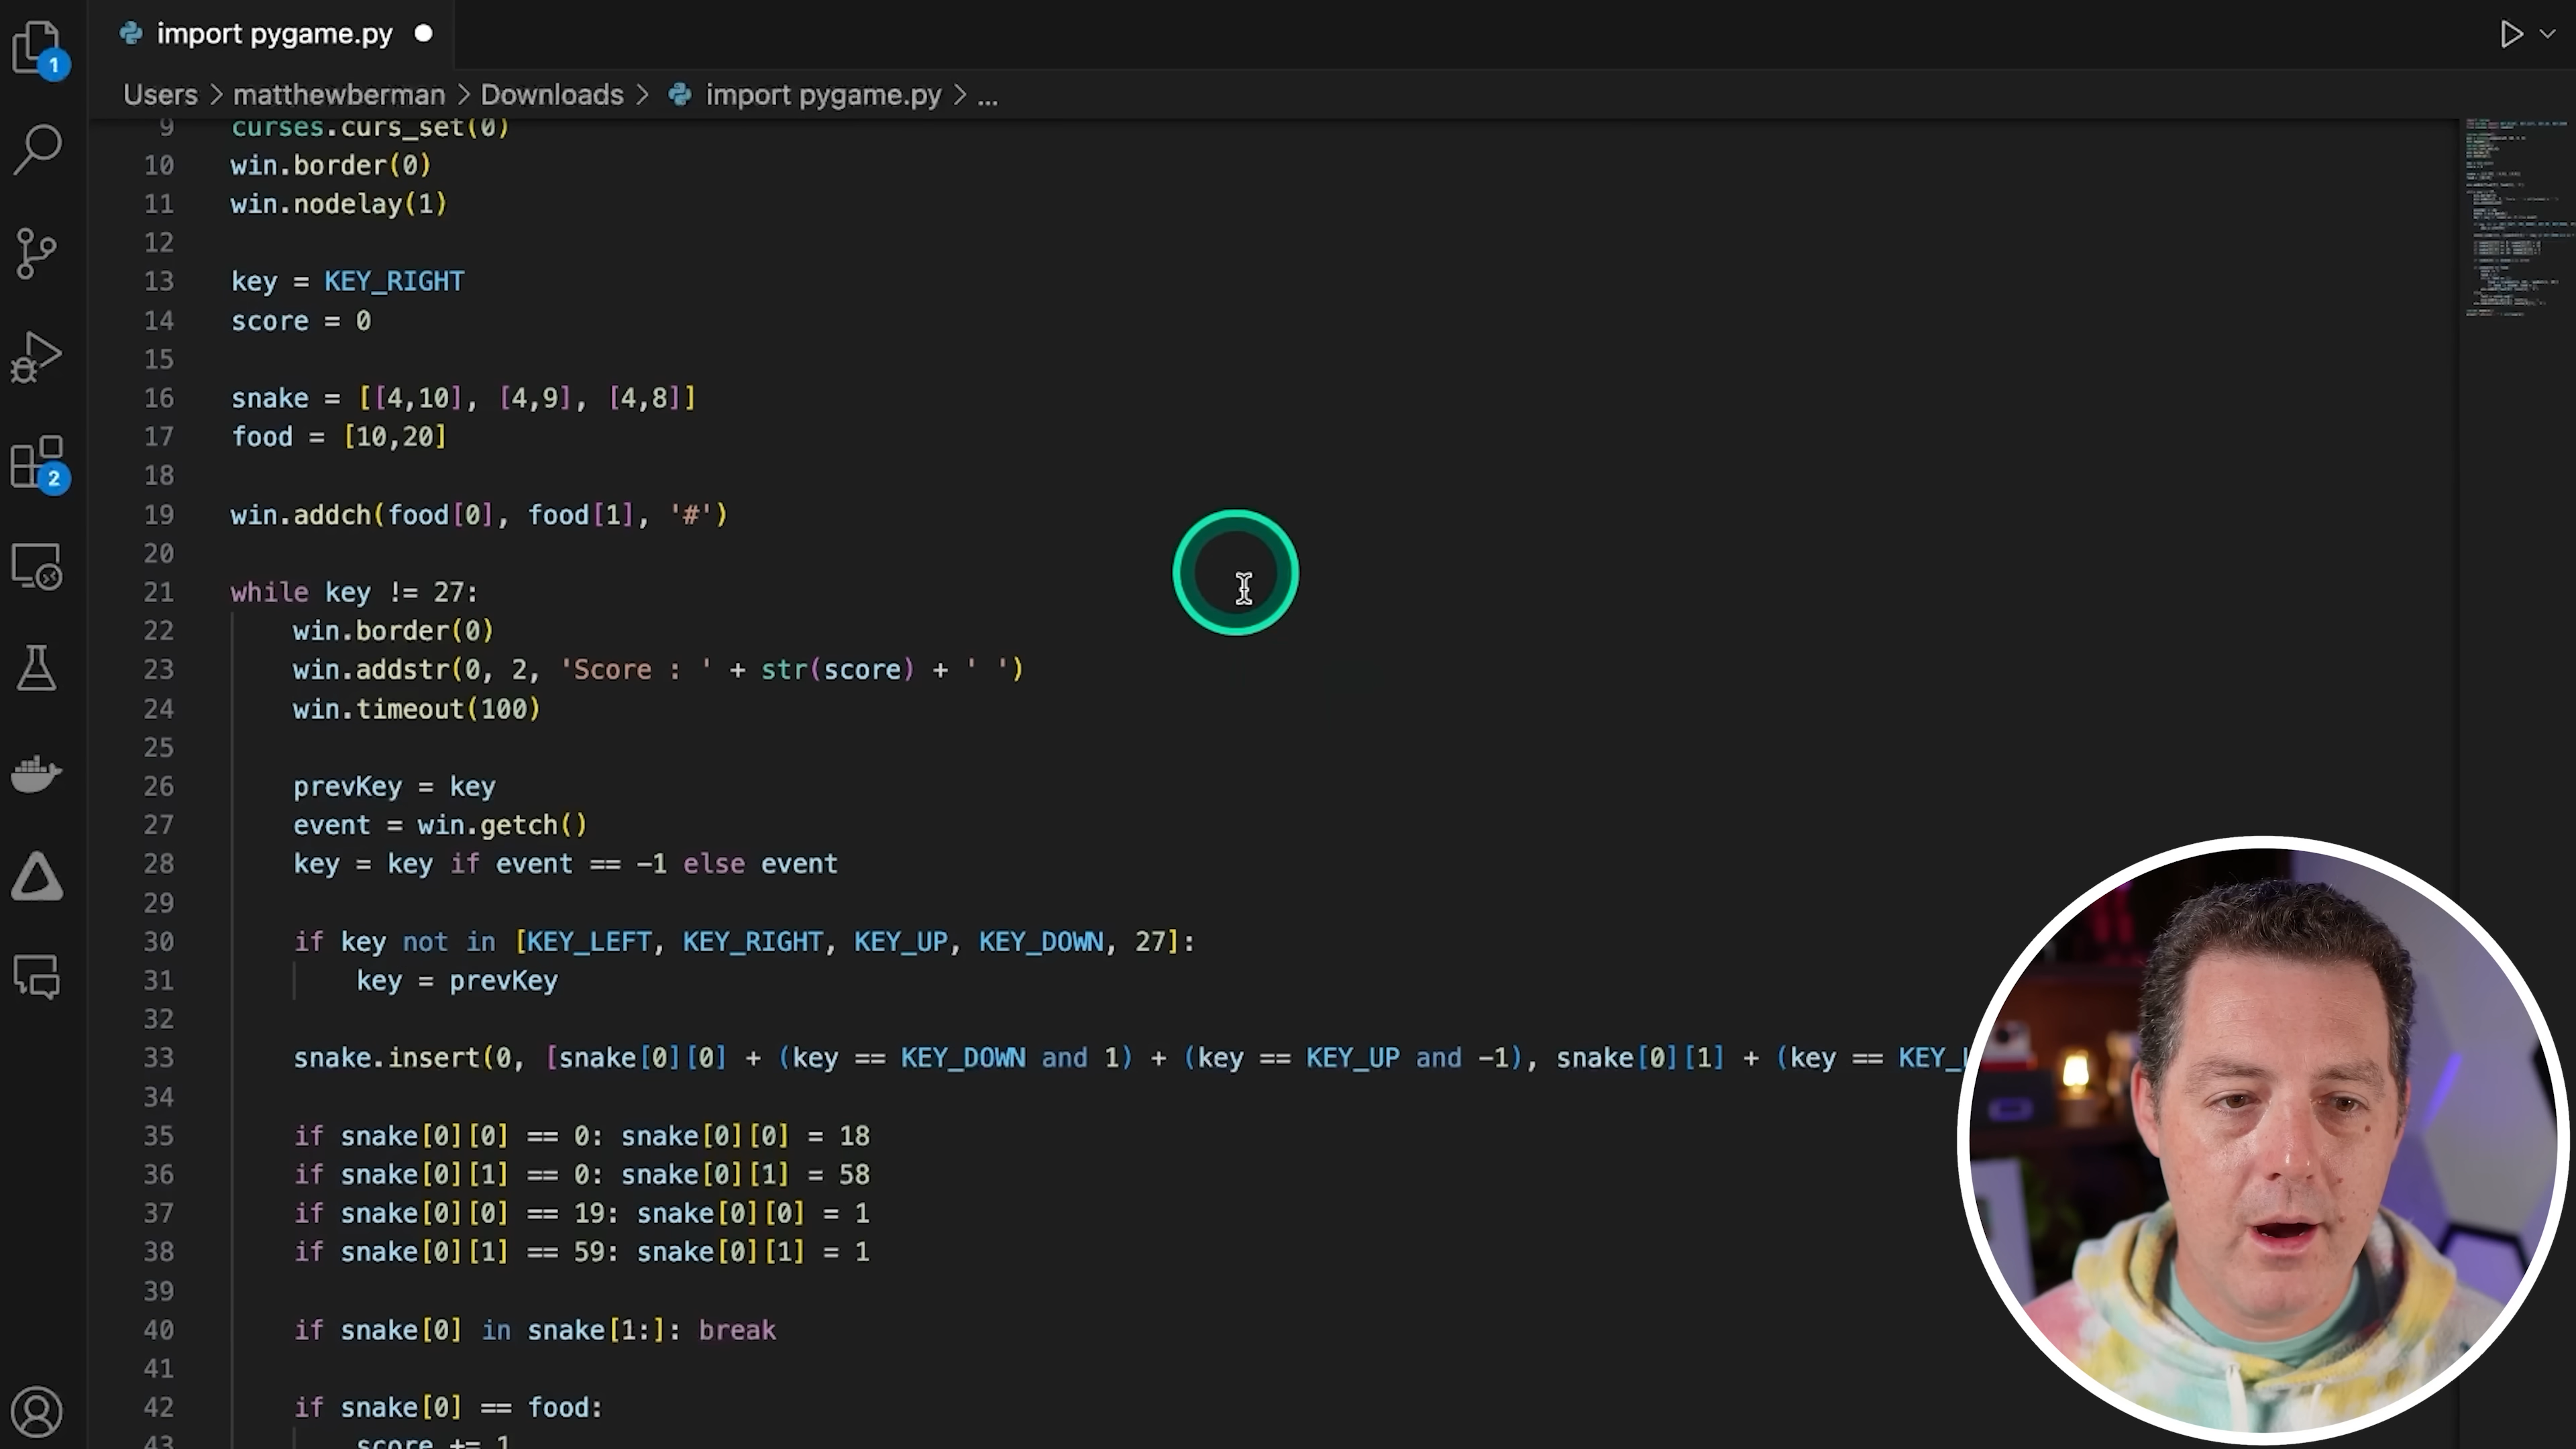 import pygame.py
1
Users > matthewberman > Downloads > import pygame.py > ...
9 curses.curs_set(0)
10 win.border(0)
11 win.nodelay(1)
12
13 key = KEY_RIGHT
14 score = 0
15
16 snake = [[4,10], [4,9], [4,8]]
17 food = [10,20]
18
19 win.addch(food[0], food[1], '#')
20
21 while key != 27:
22 win.border(0)
23 win.addstr(0, 2, 'Score : ' + str(score) + ' ')
24 win.timeout(100)
25
26 prevKey = key
27 event = win.getch()
28 key = key if event == -1 else event
29
30 if key not in [KEY_LEFT, KEY_RIGHT, KEY_UP, KEY_DOWN, 27]:
31 key = prevKey
32
33 snake.insert(0, [snake[0][0] + (key == KEY_DOWN and 1) + (key == KEY_UP and -1), snake[0][1] + (key == KEY_L
34
35 if snake[0][0] == 0: snake[0][0] = 18
36 if snake[0][1] == 0: snake[0][1] = 58
37 if snake[0][0] == 19: snake[0][0] = 1
38 if snake[0][1] == 59: snake[0][1] = 1
39
40 if snake[0] in snake[1:]: break
41
42 if snake[0] == food:
43 score += 1
2